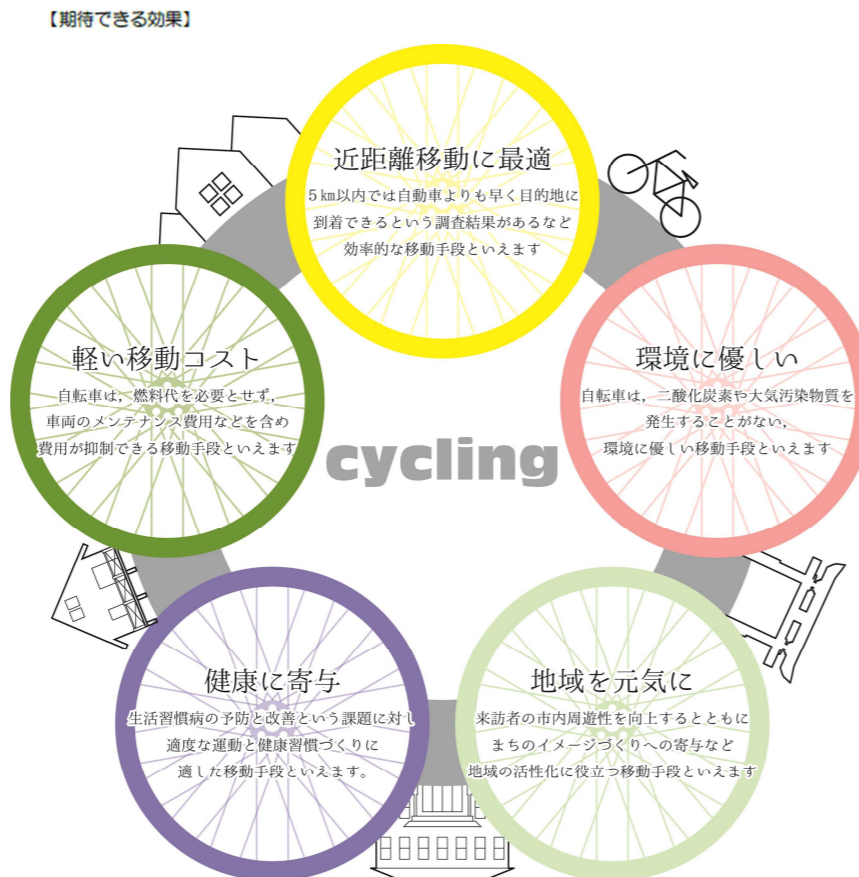 【期待できる効果】
近距離移動に最適
5㎞以内では自動車よりも早く目的地に
到着できるという調査結果があるなど
効率的な移動手段といえます
軽い移動コスト
自転車は，燃料代を必要とせず，
車両のメンテナンス費用などを含め
費用が抑制できる移動手段といえます
環境に優しい
自転車は，二酸化炭素や大気汚染物質を
発生することがない，
環境に優しい移動手段といえます
cycling
健康に寄与
生活習慣病の予防と改善という課題に対し
適度な運動と健康習慣づくりに
適した移動手段といえます。
地域を元気に
来訪者の市内周遊性を向上するとともに
まちのイメージづくりへの寄与など
地域の活性化に役立つ移動手段といえます